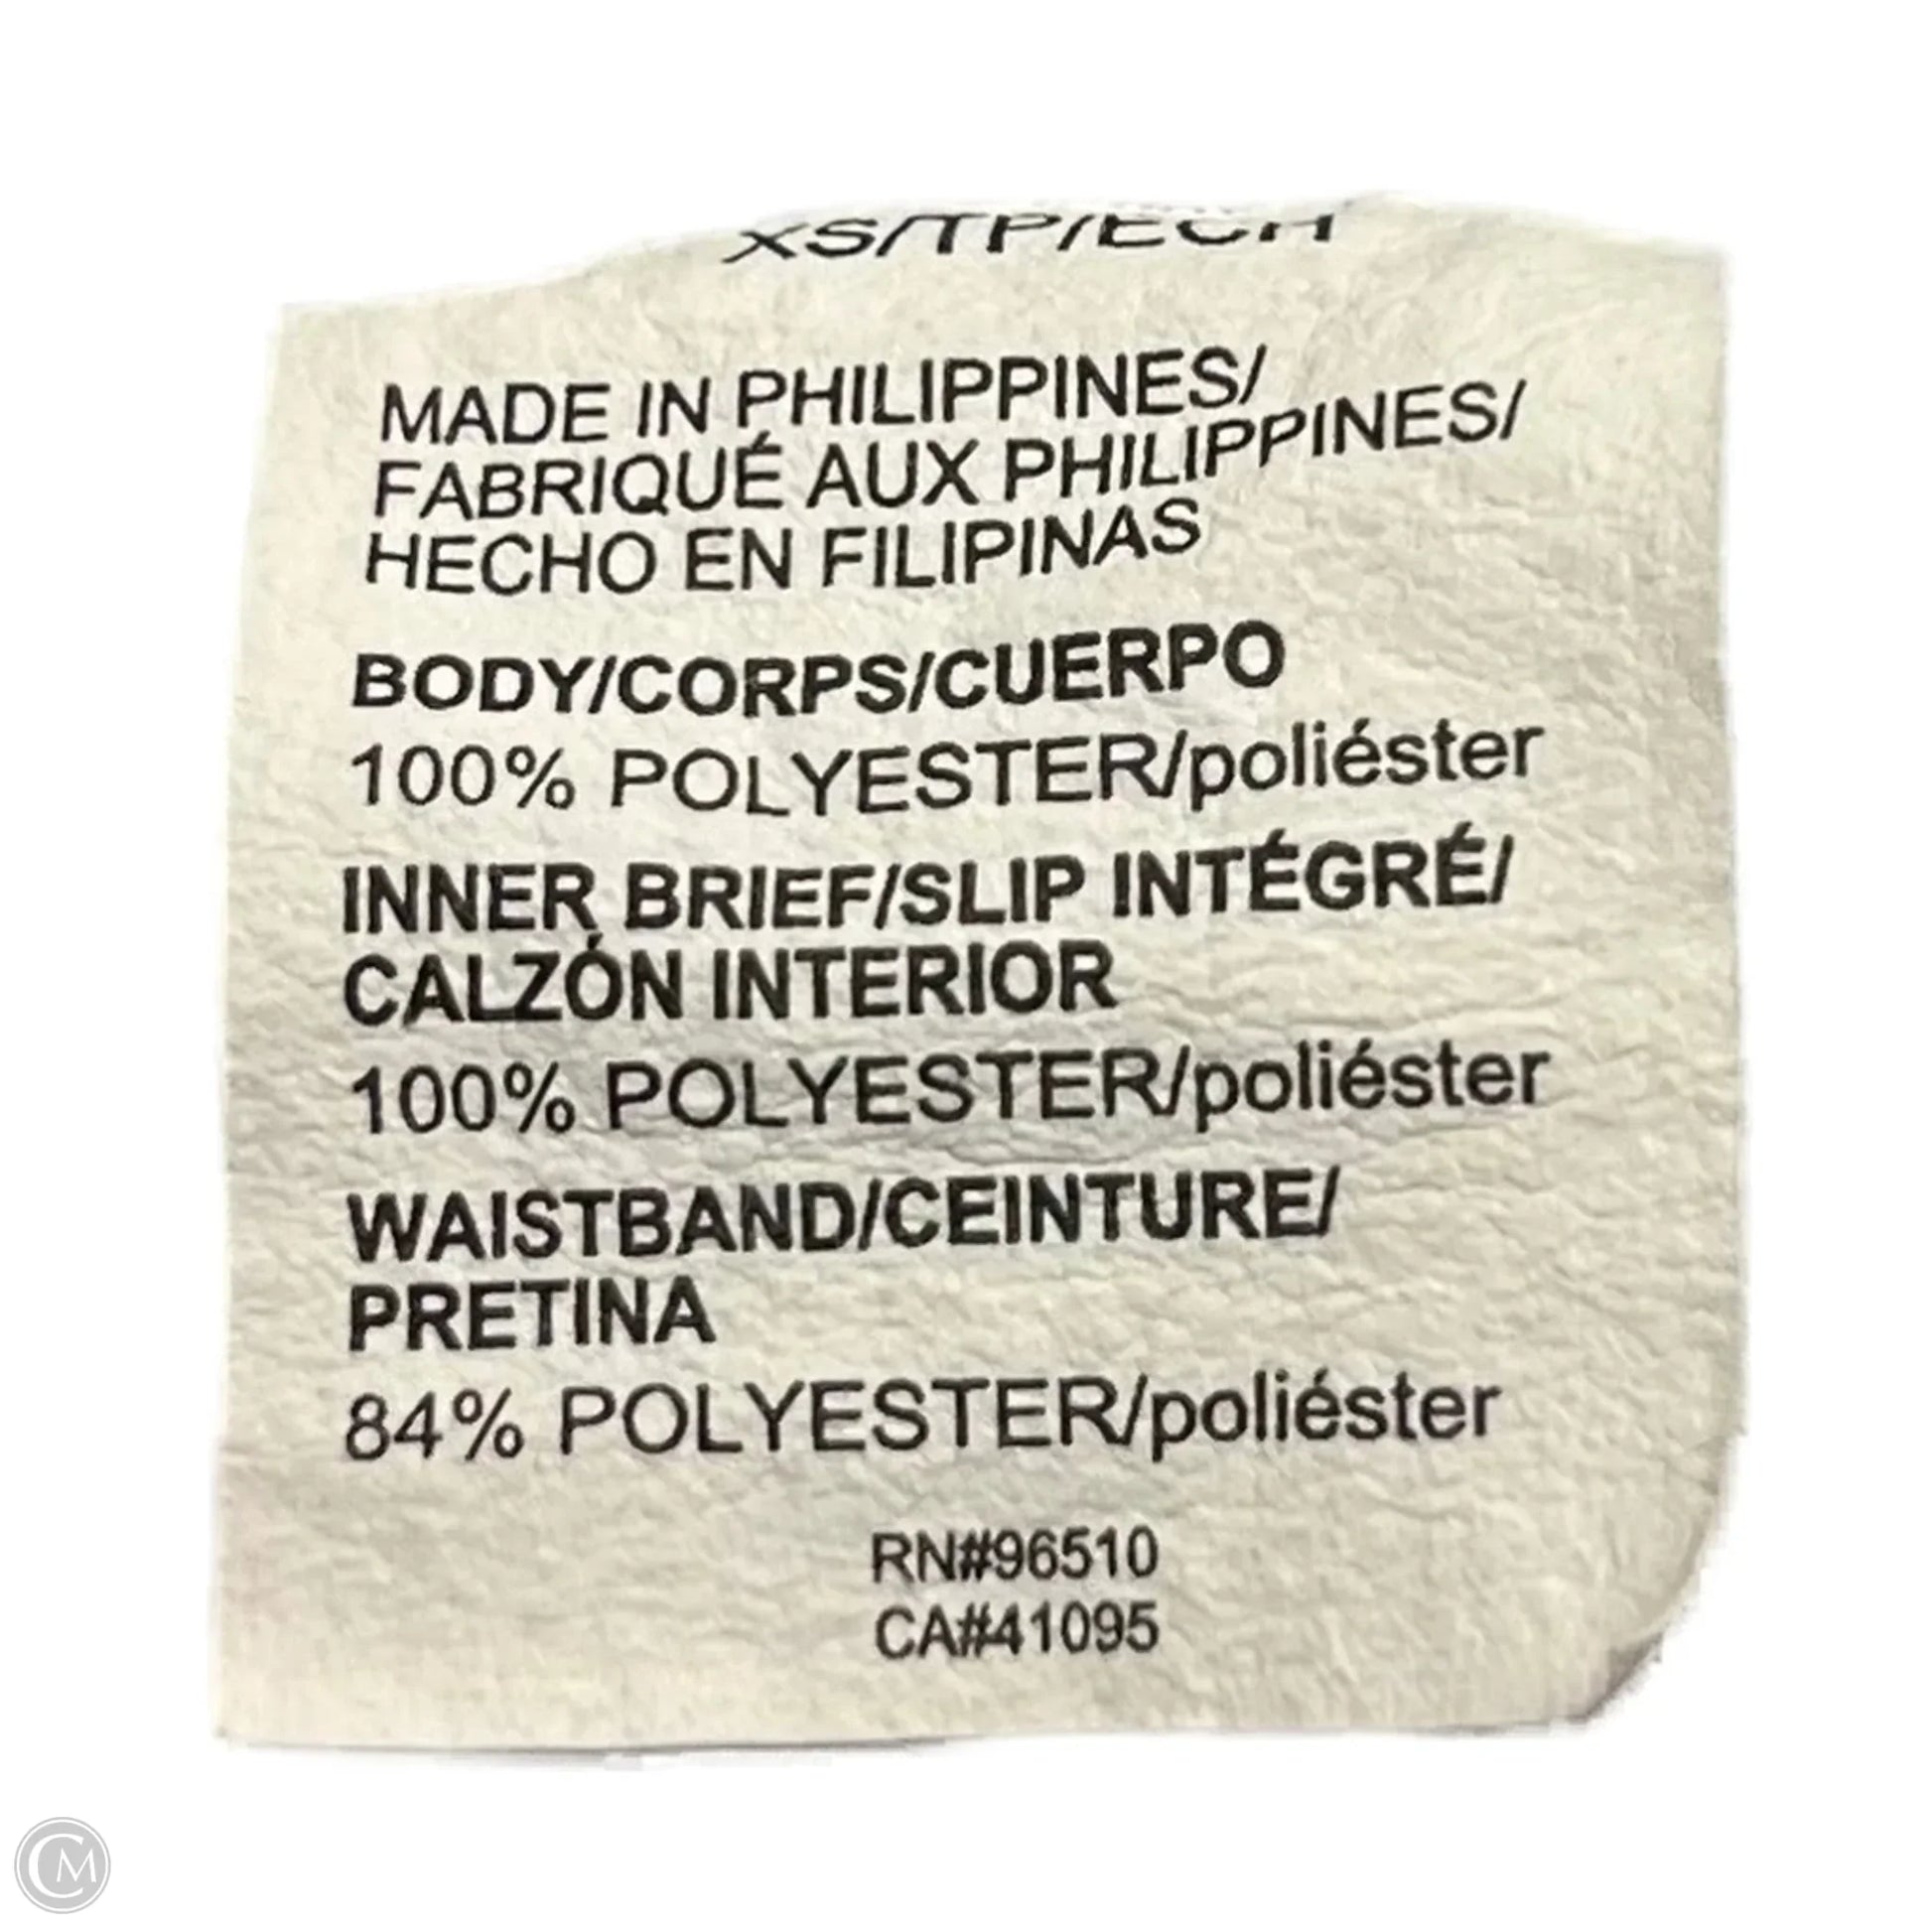 XS/TP/ECH
MADE IN PHILIPPINES/
FABRIQUÉ AUX PHILIPPINES/
HECHO EN FILIPINAS
BODY/CORPS/CUERPO
100% POLYESTER/poliéster
INNER BRIEF/SLIP INTÉGRÉ/
CALZÓN INTERIOR
100% POLYESTER/poliéster
WAISTBAND/CEINTURE/
PRETINA
84% POLYESTER/poliéster
RN#96510
CA#41095
CM